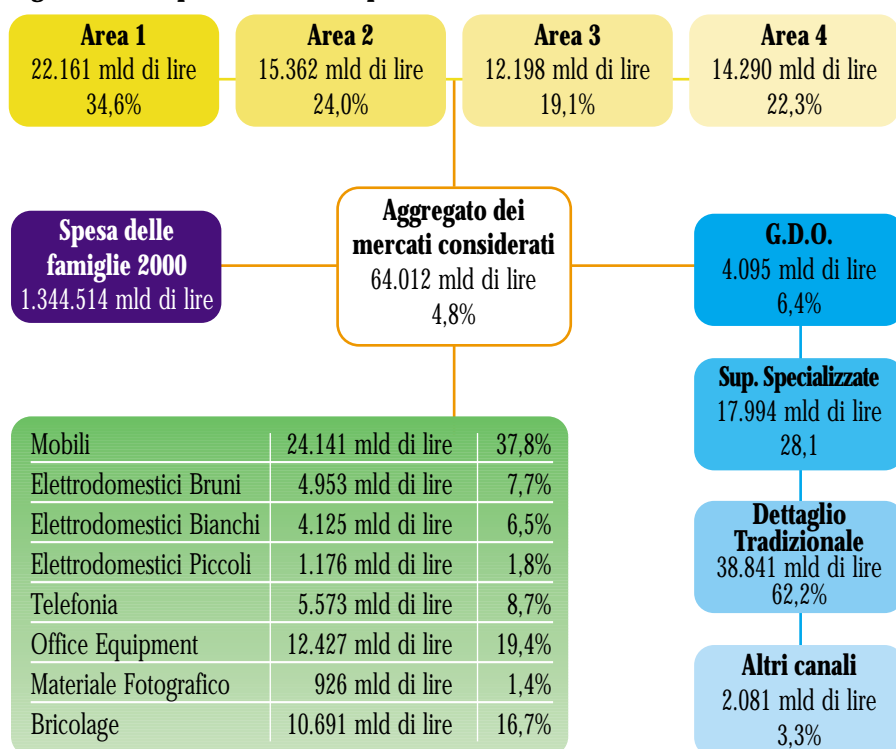 Area 1
22.161 mld di lire
34,6%
Area 2
15.362 mld di lire
24,0%
Area 3
12.198 mld di lire
19,1%
Area 4
14.290 mld di lire
22,3%
Spesa delle
famiglie 2000
1.344.514 mld di lire
Aggregato dei
mercati considerati
64.012 mld di lire
4,8%
G.D.O.
4.095 mld di lire
6,4%
Sup. Specializzate
17.994 mld di lire
28,1
Dettaglio
Tradizionale
38.841 mld di lire
62,2%
Altri canali
2.081 mld di lire
3,3%
Mobili 24.141 mld di lire 37,8%
Elettrodomestici Bruni 4.953 mld di lire 7,7%
Elettrodomestici Bianchi 4.125 mld di lire 6,5%
Elettrodomestici Piccoli 1.176 mld di lire 1,8%
Telefonia 5.573 mld di lire 8,7%
Office Equipment 12.427 mld di lire 19,4%
Materiale Fotografico 926 mld di lire 1,4%
Bricolage 10.691 mld di lire 16,7%